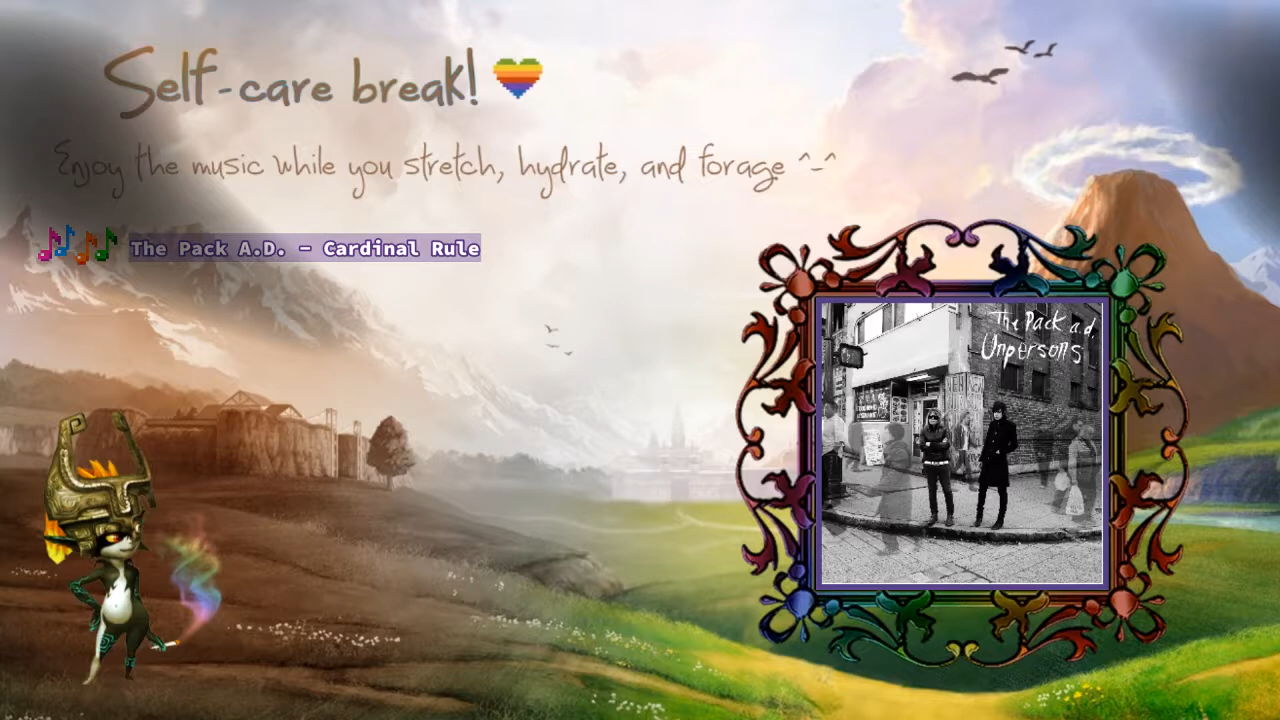 Self-care break!
Enjoy the music while you stretch, hydrate, and forage ^-^
The Pack A.D. - Cardinal Rule
The Pack a.d.
Unpersons